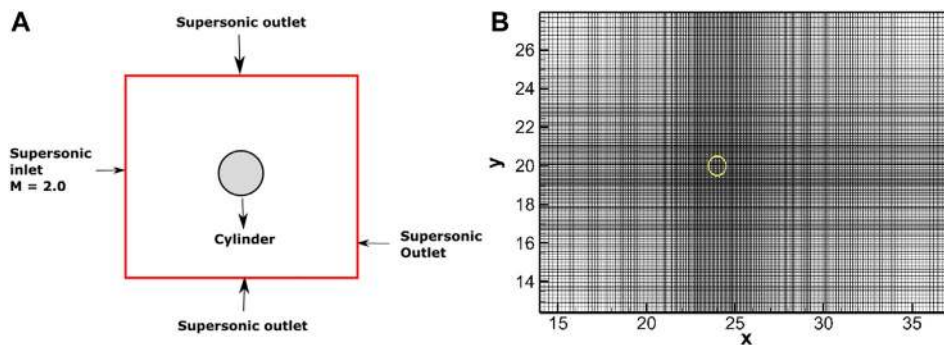 A
Supersonic outlet
Supersonic
inlet
M = 2.0
Cylinder
Supersonic
Outlet
Supersonic outlet
B
26
24
22
y
20
18
16
14
15
20
25
30
35
x